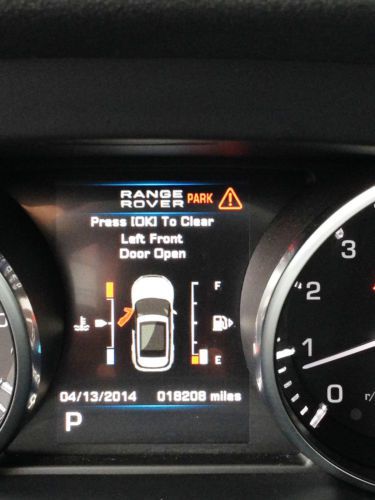 RANGE
ROVER PARK
Press [OK] To Clear
Left Front
Door Open
F
E
04/13/2014 018208 miles
P
3
2
1
r/